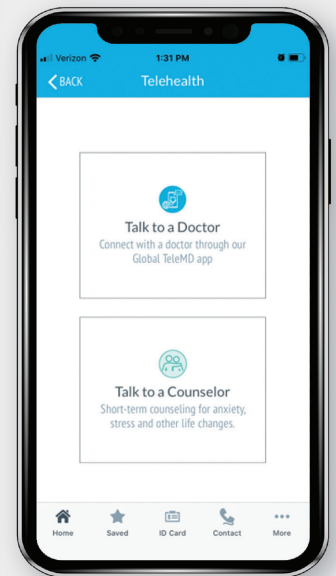 Verizon 1:31 PM
BACK Telehealth
Talk to a Doctor
Connect with a doctor through our
Global TeleMD app
Talk to a Counselor
Short-term counseling for anxiety,
stress and other life changes.
Home Saved ID Card Contact More